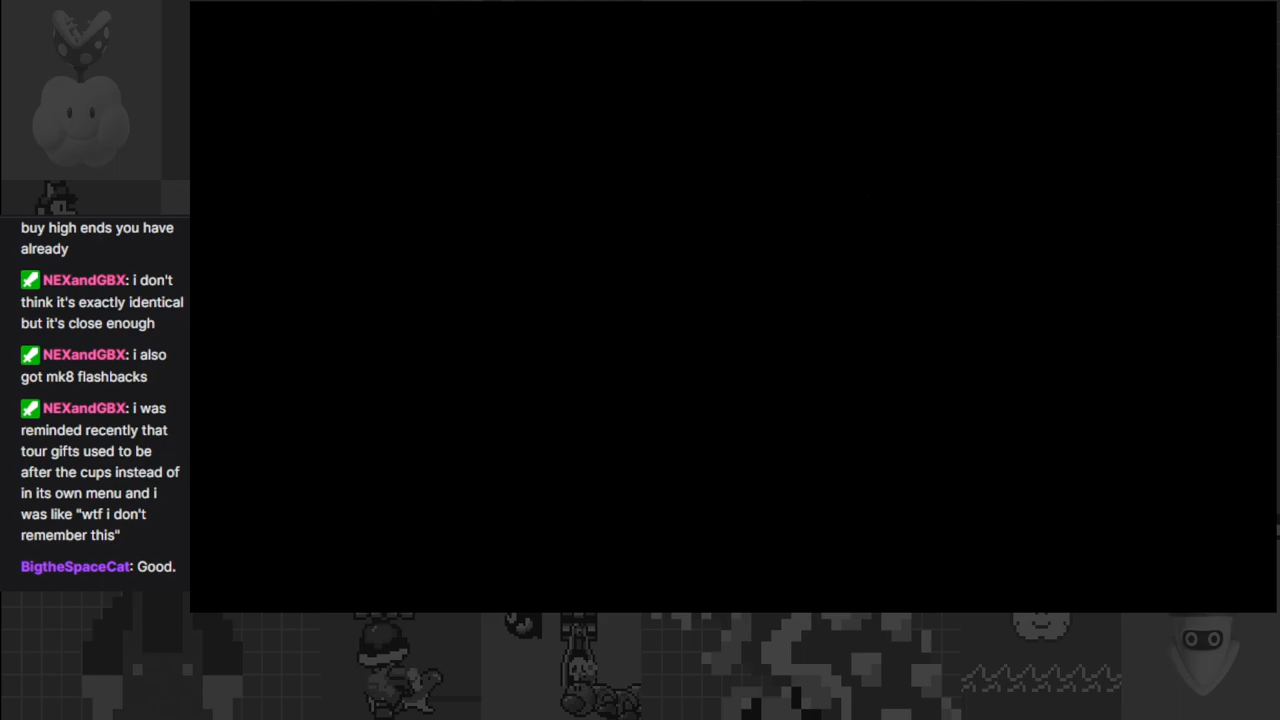 buy high ends you have
already
NEXandGBX: i don't
think it's exactly identical
but it's close enough
NEXandGBX: i also
got mk8 flashbacks
NEXandGBX: i was
reminded recently that
tour gifts used to be
after the cups instead of
in its own menu and i
was like "wtf i don't
remember this"
BigtheSpaceCat: Good.